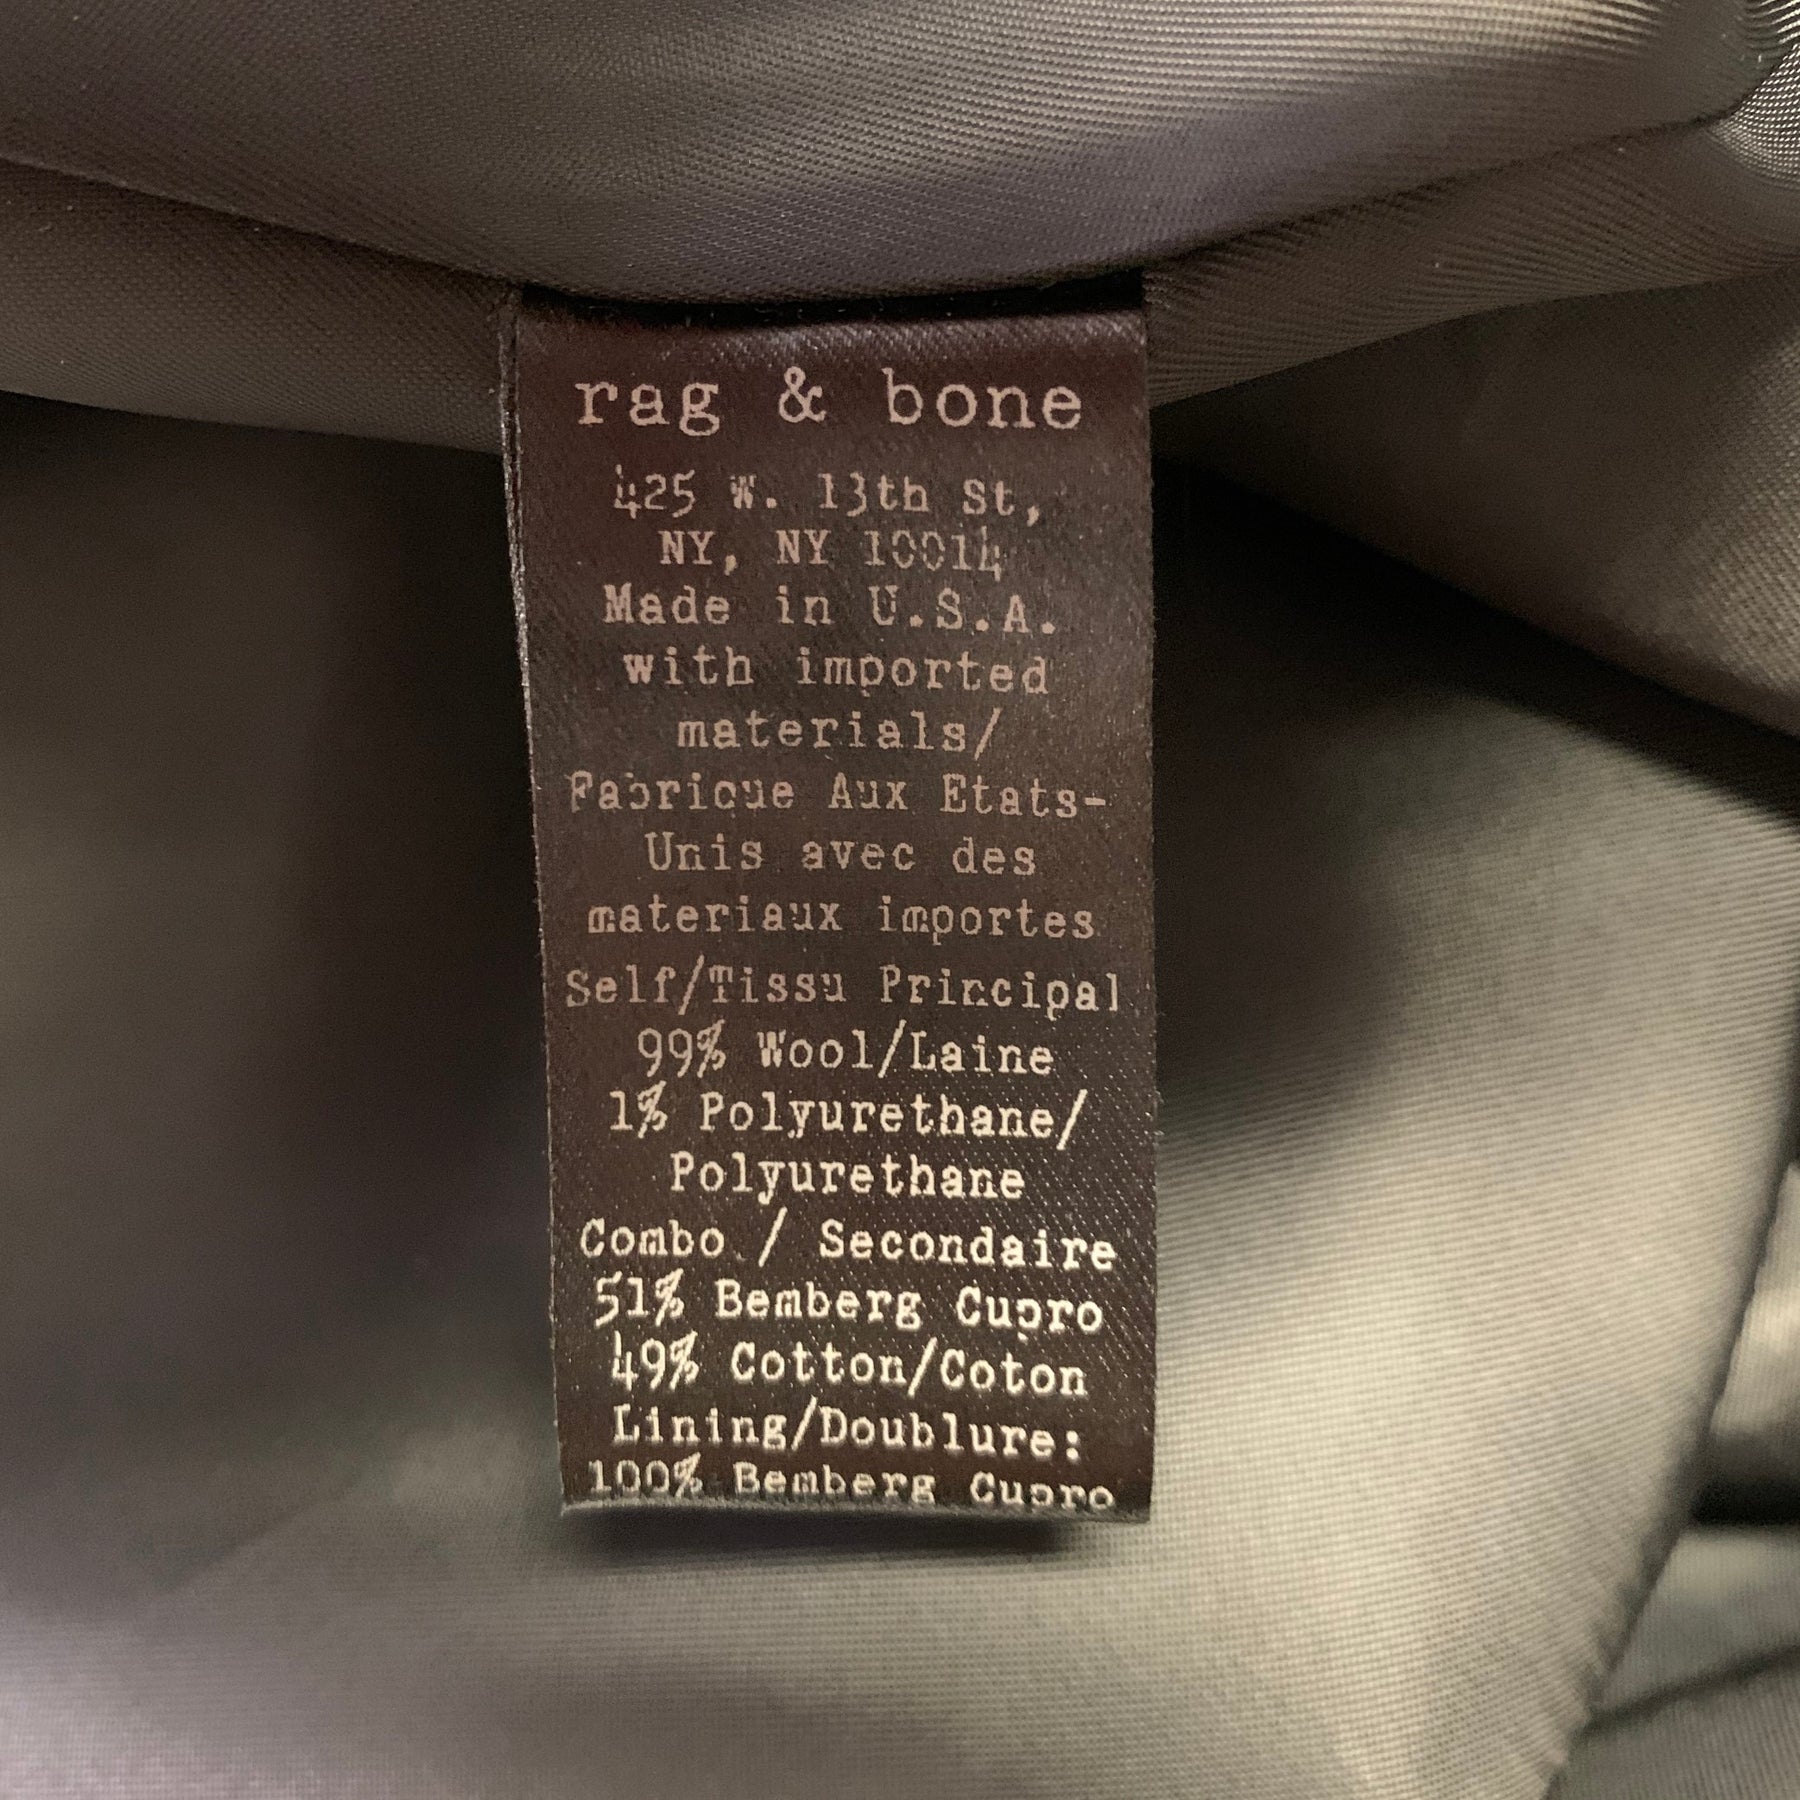 rag & bone
425 W. 13th St,
NY, NY 10014
Made in U.S.A.
with imported
materials/
Fabrique Aux Etats-
Unis avec des
materiaux importes
Self/Tissu Principal
99% Wool/Laine
1% Polyurethane/
Polyurethane
Combo / Secondaire
51% Bemberg Cupro
49% Cotton/Coton
Lining/Doublure:
100% Bemberg Cupro